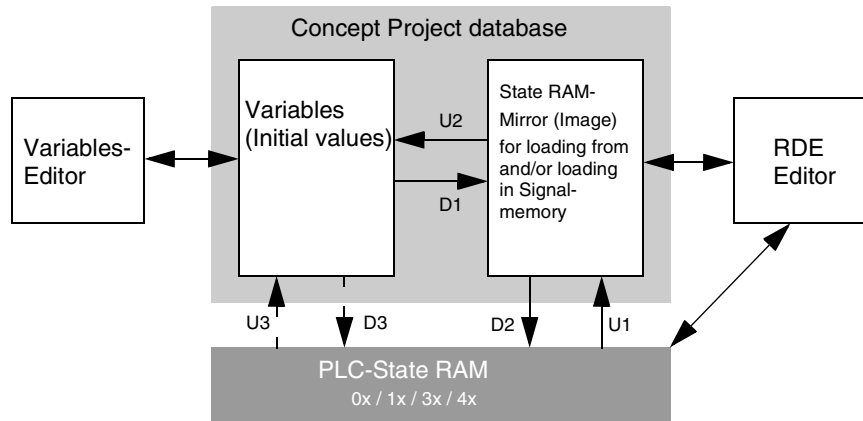 Concept Project database
Variables-
Editor
Variables
(Initial values)
U2
D1
State RAM-
Mirror (Image)
for loading from
and/or loading
in Signal-
memory
RDE
Editor
U3
D3
D2
U1
PLC-State RAM
0x / 1x / 3x / 4x